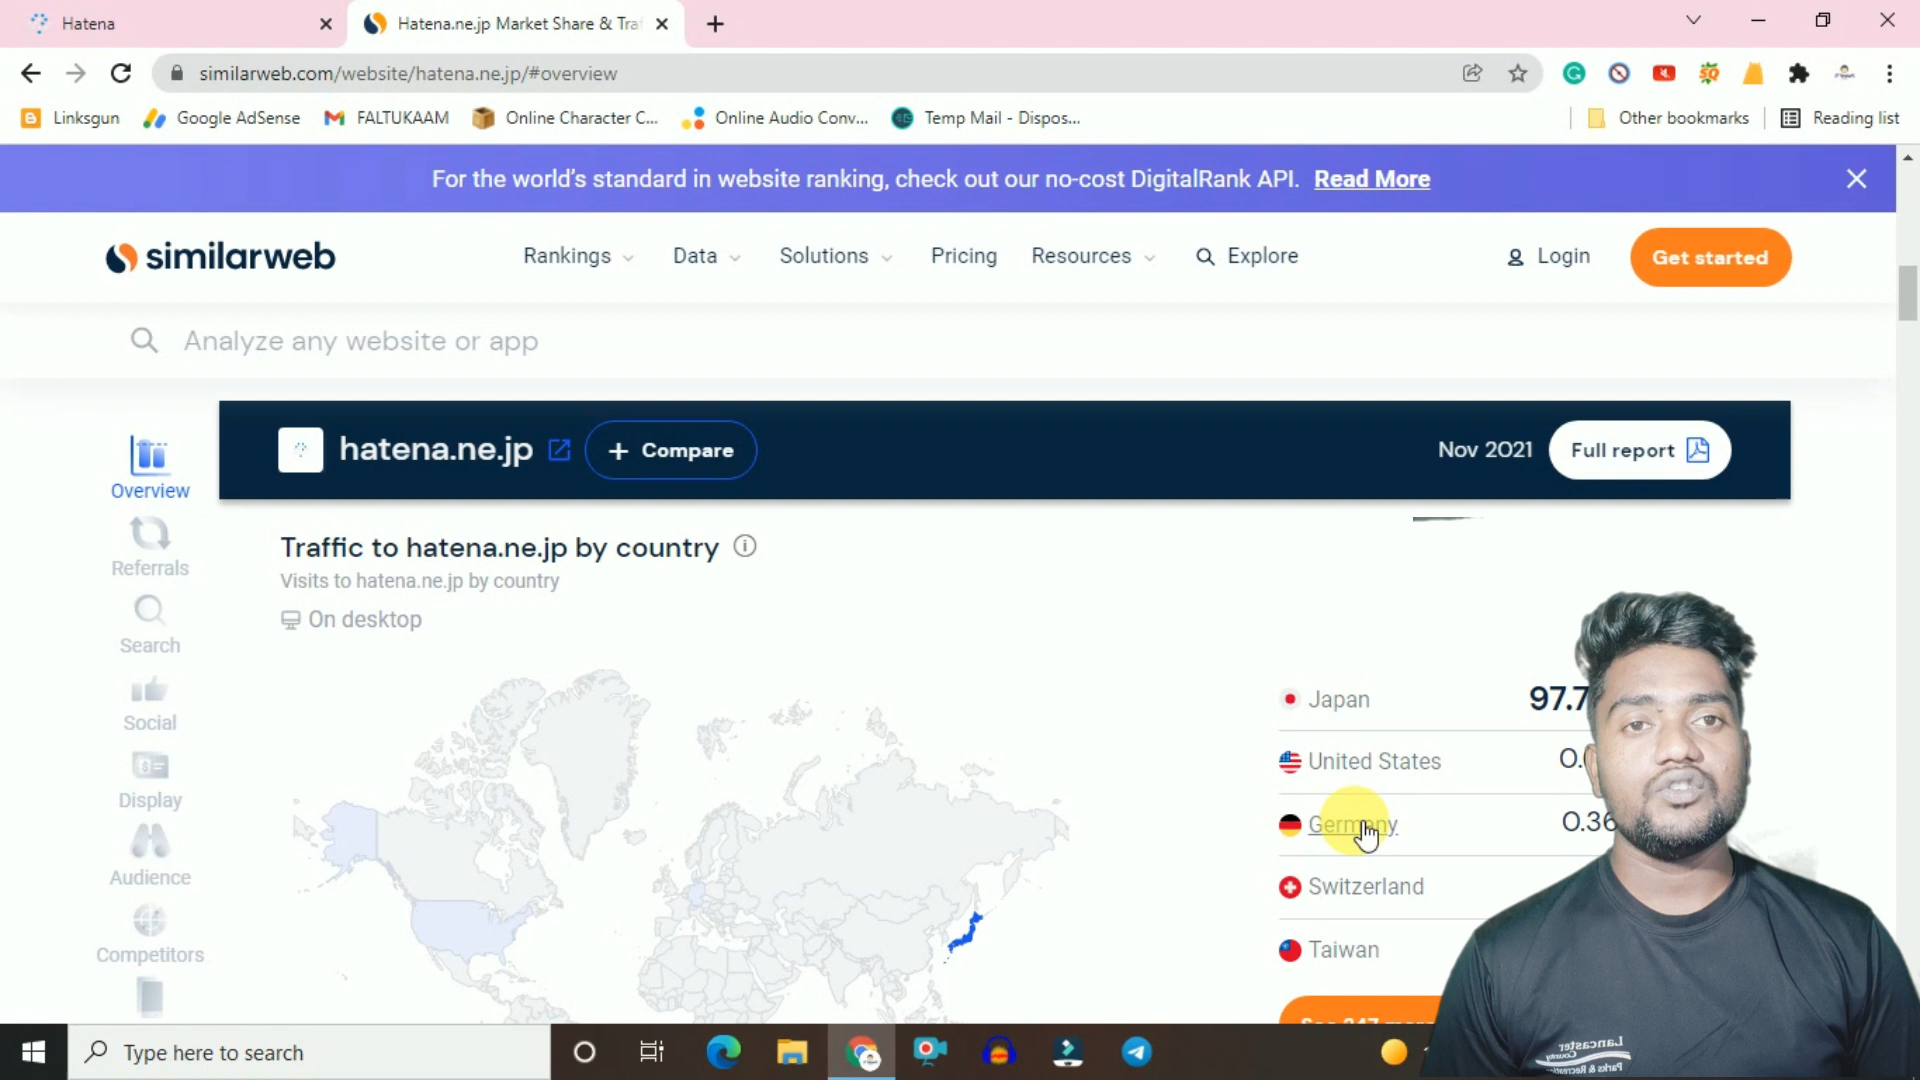 Hatena
Hatena.ne.jp Market Share & Tra
similarweb.com/website/hatena.ne.jp/#overview
Linksgun
Google AdSense
FALTUKAAM
Online Character C...
Online Audio Conv...
Temp Mail - Dispos...
Other bookmarks
Reading list
For the world's standard in website ranking, check out our no-cost DigitalRank API. Read More
similarweb
Rankings
Data
Solutions
Pricing
Resources
Explore
Login
Get started
Analyze any website or app
hatena.ne.jp
+ Compare
Nov 2021
Full report
Overview
Referrals
Search
Social
Display
Audience
Competitors
Traffic to hatena.ne.jp by country
Visits to hatena.ne.jp by country
On desktop
Japan 97.7
United States 0.
Germany 0.36
Switzerland
Taiwan
Type here to search
Lancaster
County
Parks & Recreation